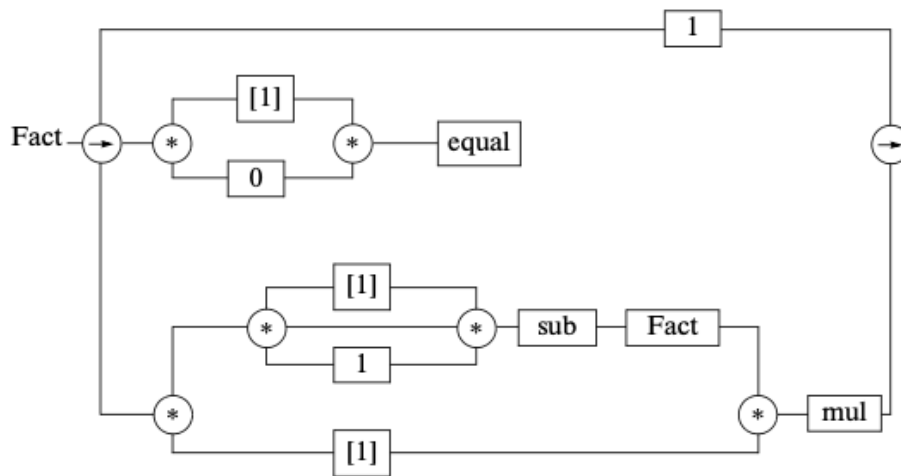 1
[1]
Fact → * * equal →
0
[1]
* * sub Fact
1
* * mul
[1]